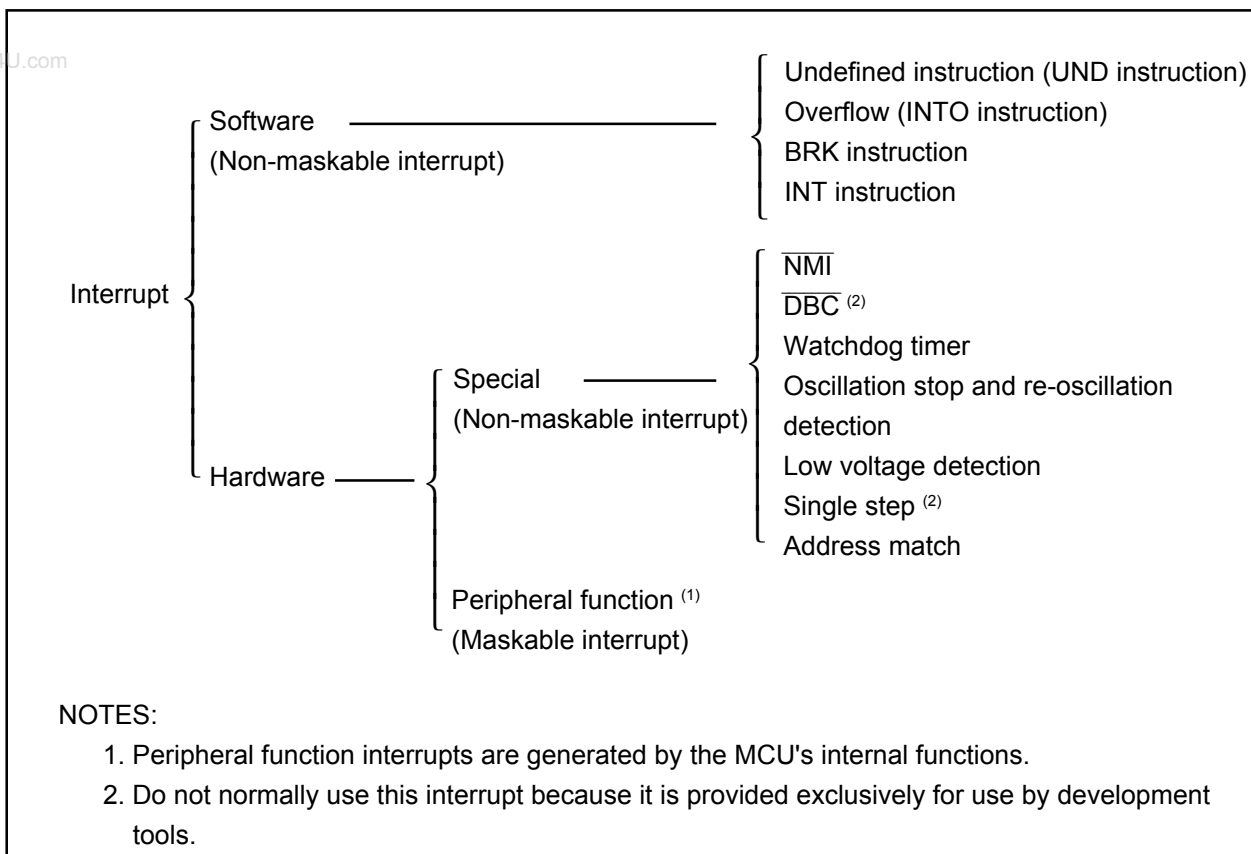 4U.com
Undefined instruction (UND instruction)
Software
Overflow (INTO instruction)
(Non-maskable interrupt)
BRK instruction
INT instruction
NMI
Interrupt
DBC (2)
Watchdog timer
Special
Oscillation stop and re-oscillation
(Non-maskable interrupt)
detection
Hardware
Low voltage detection
Single step (2)
Address match
Peripheral function (1)
(Maskable interrupt)
NOTES:
1. Peripheral function interrupts are generated by the MCU's internal functions.
2. Do not normally use this interrupt because it is provided exclusively for use by development
tools.